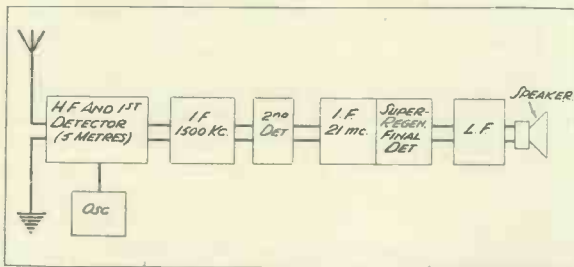 H.F AND 1ST
DETECTOR
(5 METRES)
OSC
I.F
1500 KC.
2ND
DET
I.F.
21 MC.
SUPER-
REGEN.
FINAL
DET
L.F
SPEAKER